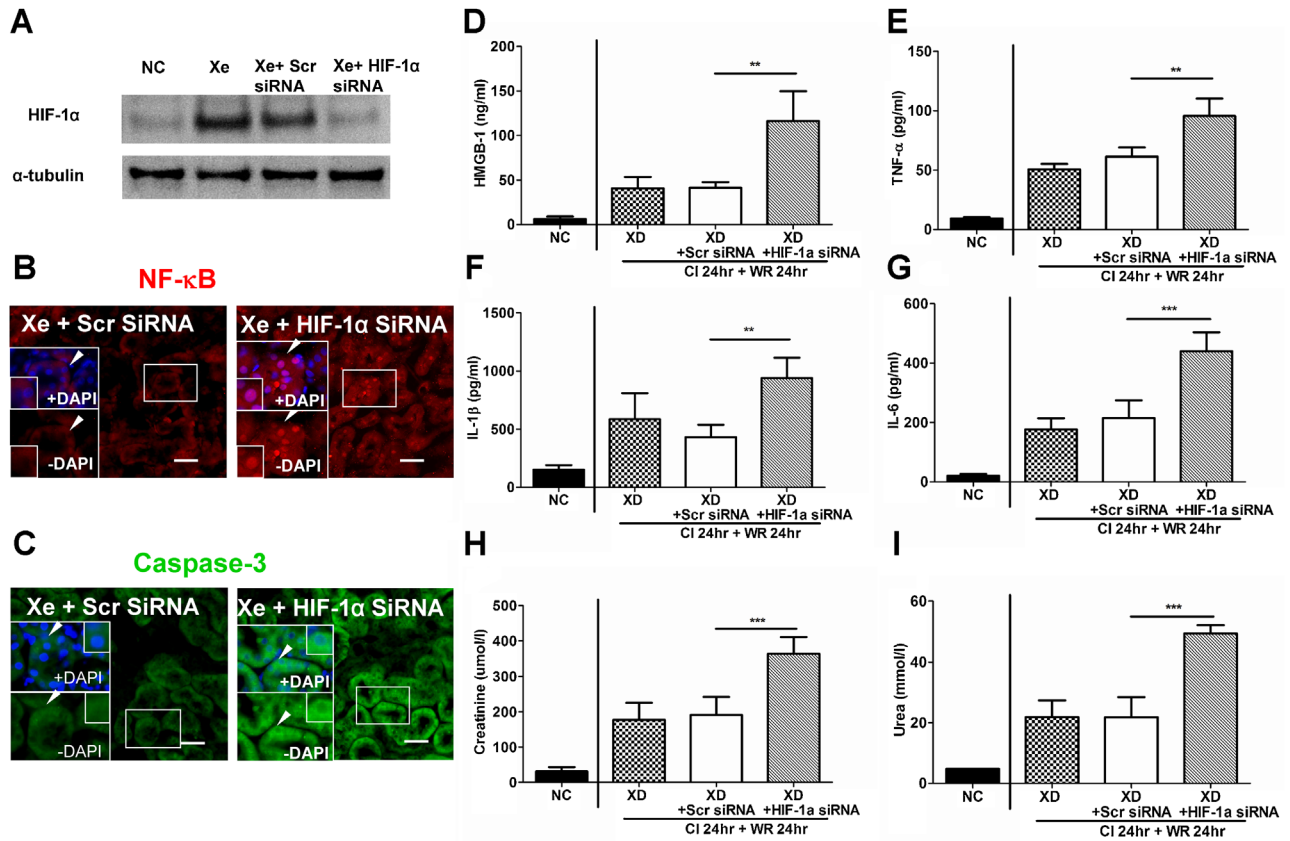 A
NC Xe Xe+ Scr siRNA Xe+ HIF-1α siRNA
HIF-1α
α-tubulin
B
NF-κB
Xe + Scr SiRNA
+DAPI
-DAPI
Xe + HIF-1α SiRNA
+DAPI
-DAPI
C
Caspase-3
Xe + Scr SiRNA
+DAPI
-DAPI
Xe + HIF-1α SiRNA
+DAPI
-DAPI
D
HMGB-1 (ng/ml)
200
150
100
50
0
**
NC XD XD XD
+Scr siRNA +HIF-1a siRNA
CI 24hr + WR 24hr
E
TNF-α (pg/ml)
150
100
50
0
**
NC XD XD XD
+Scr siRNA +HIF-1a siRNA
CI 24hr + WR 24hr
F
IL-1β (pg/ml)
1500
1000
500
0
**
NC XD XD XD
+Scr siRNA +HIF-1a siRNA
CI 24hr + WR 24hr
G
IL-6 (pg/ml)
600
400
200
0
***
NC XD XD XD
+Scr siRNA +HIF-1a siRNA
CI 24hr + WR 24hr
H
Creatinine (umol/l)
500
400
300
200
100
0
***
NC XD XD XD
+Scr siRNA +HIF-1a siRNA
CI 24hr + WR 24hr
I
Urea (mmol/l)
60
40
20
0
***
NC XD XD XD
+Scr siRNA +HIF-1a siRNA
CI 24hr + WR 24hr